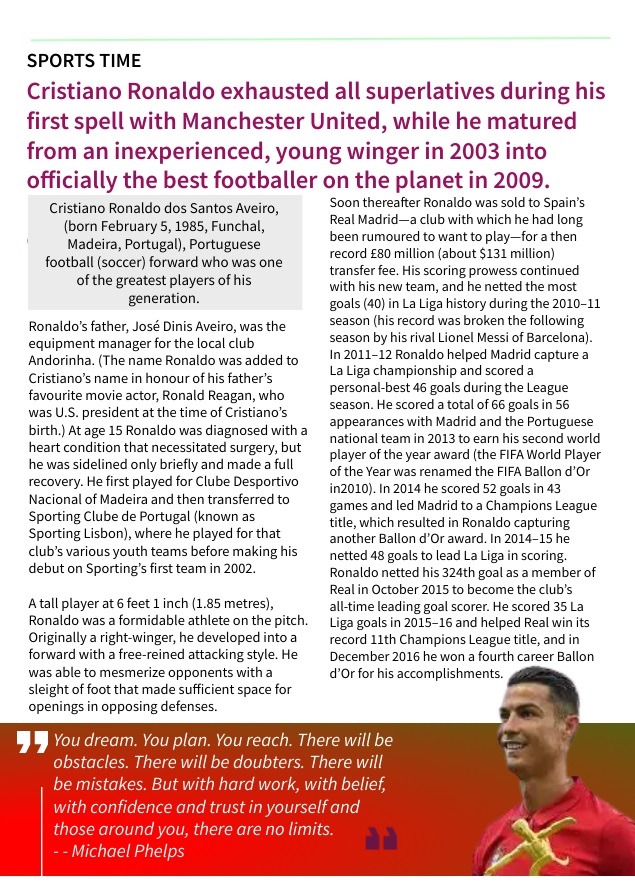 SPORTS TIME
Cristiano Ronaldo exhausted all superlatives during his
first spell with Manchester United, while he matured
from an inexperienced, young winger in 2003 into
officially the best footballer on the planet in 2009.
Cristiano Ronaldo dos Santos Aveiro,
(born February 5, 1985, Funchal,
Madeira, Portugal), Portuguese
football (soccer) forward who was one
of the greatest players of his
generation.
Ronaldo’s father, José Dinis Aveiro, was the
equipment manager for the local club
Andorinha. (The name Ronaldo was added to
Cristiano’s name in honour of his father’s
favourite movie actor, Ronald Reagan, who
was U.S. president at the time of Cristiano’s
birth.) At age 15 Ronaldo was diagnosed with a
heart condition that necessitated surgery, but
he was sidelined only briefly and made a full
recovery. He first played for Clube Desportivo
Nacional of Madeira and then transferred to
Sporting Clube de Portugal (known as
Sporting Lisbon), where he played for that
club’s various youth teams before making his
debut on Sporting’s first team in 2002.
A tall player at 6 feet 1 inch (1.85 metres),
Ronaldo was a formidable athlete on the pitch.
Originally a right-winger, he developed into a
forward with a free-reined attacking style. He
was able to mesmerize opponents with a
sleight of foot that made sufficient space for
openings in opposing defenses.
Soon thereafter Ronaldo was sold to Spain’s
Real Madrid—a club with which he had long
been rumoured to want to play—for a then
record £80 million (about $131 million)
transfer fee. His scoring prowess continued
with his new team, and he netted the most
goals (40) in La Liga history during the 2010–11
season (his record was broken the following
season by his rival Lionel Messi of Barcelona).
In 2011–12 Ronaldo helped Madrid capture a
La Liga championship and scored a
personal-best 46 goals during the League
season. He scored a total of 66 goals in 56
appearances with Madrid and the Portuguese
national team in 2013 to earn his second world
player of the year award (the FIFA World Player
of the Year was renamed the FIFA Ballon d’Or
in2010). In 2014 he scored 52 goals in 43
games and led Madrid to a Champions League
title, which resulted in Ronaldo capturing
another Ballon d’Or award. In 2014–15 he
netted 48 goals to lead La Liga in scoring.
Ronaldo netted his 324th goal as a member of
Real in October 2015 to become the club’s
all-time leading goal scorer. He scored 35 La
Liga goals in 2015–16 and helped Real win its
record 11th Champions League title, and in
December 2016 he won a fourth career Ballon
d’Or for his accomplishments.
” You dream. You plan. You reach. There will be
obstacles. There will be doubters. There will
be mistakes. But with hard work, with belief,
with confidence and trust in yourself and
those around you, there are no limits. “
- - Michael Phelps